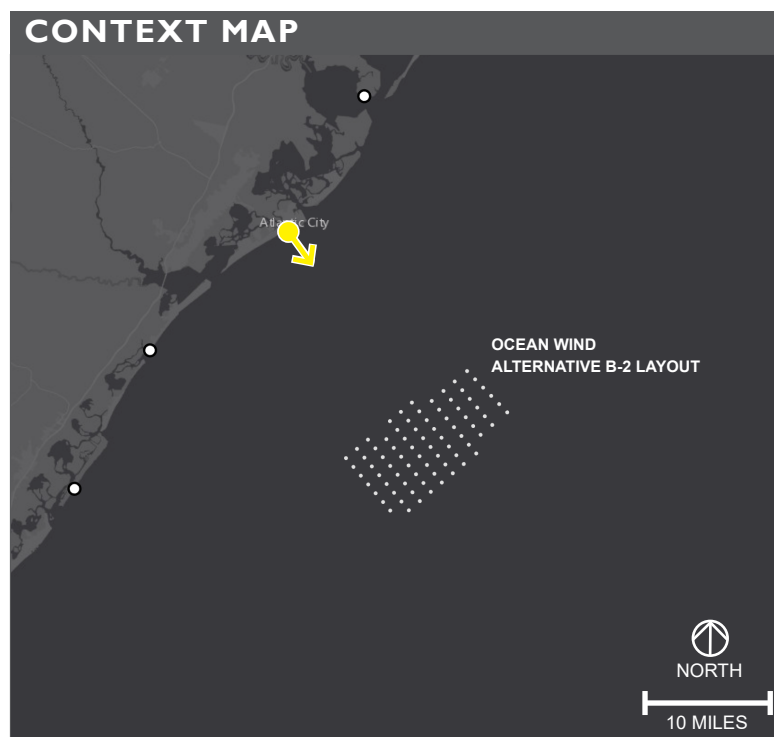 CONTEXT MAP
Atlantic City
OCEAN WIND
ALTERNATIVE B-2 LAYOUT
NORTH
10 MILES